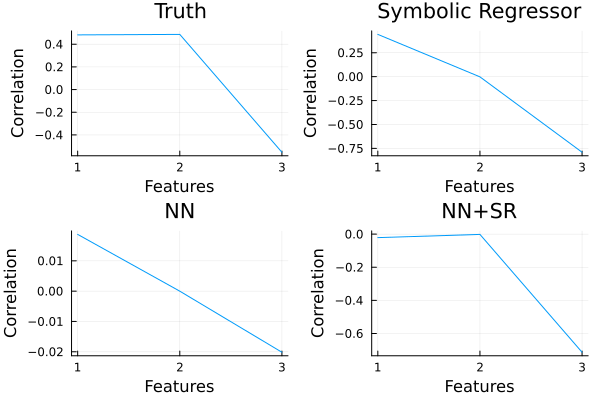 Truth
Correlation
0.4
0.2
0.0
−0.2
−0.4
1
2
3
Features
Symbolic Regressor
Correlation
0.25
0.00
−0.25
−0.50
−0.75
1
2
3
Features
NN
Correlation
0.01
0.00
−0.01
−0.02
1
2
3
Features
NN+SR
Correlation
0.0
−0.2
−0.4
−0.6
1
2
3
Features